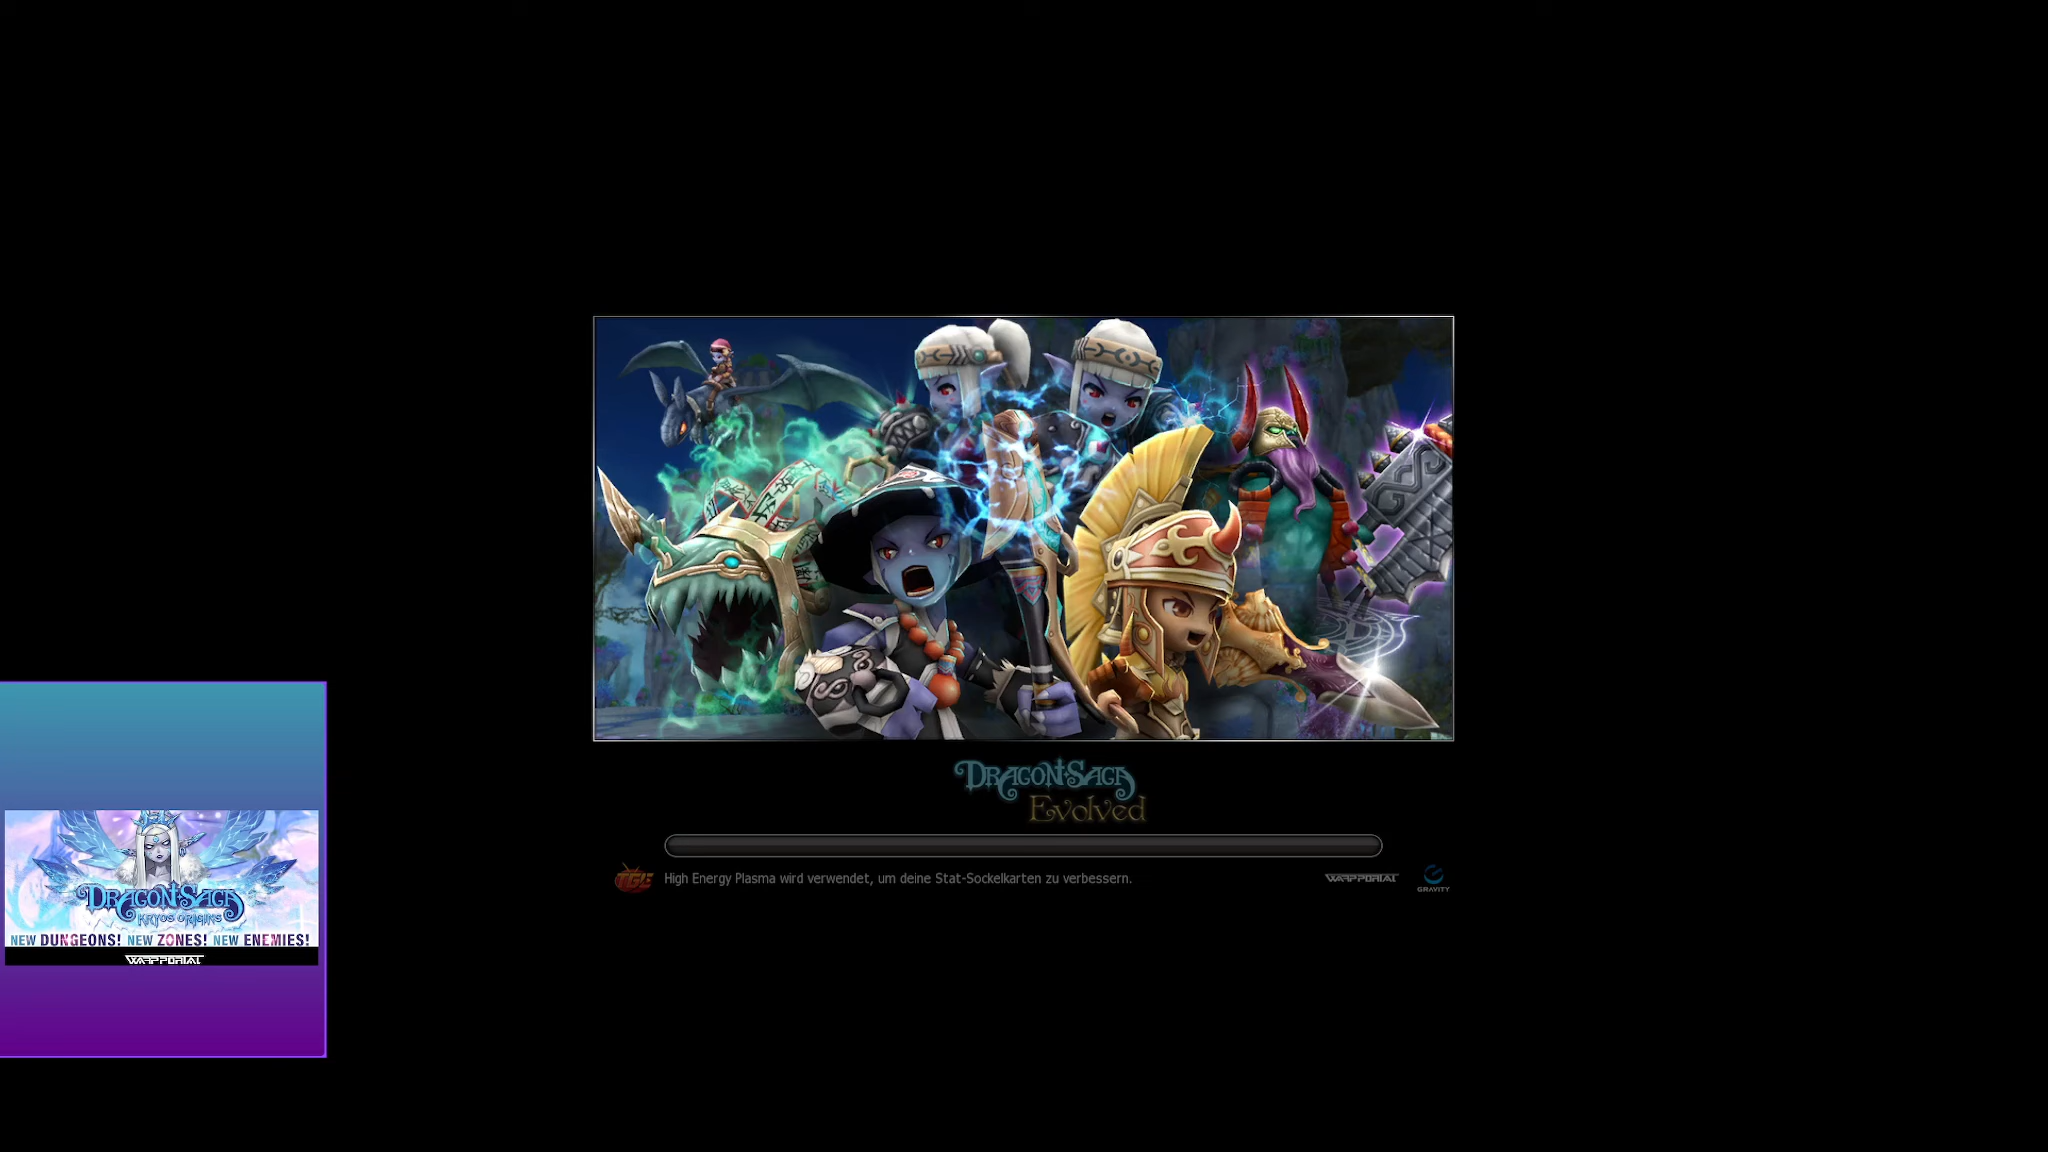 DRAGON SAGA
Evolved
TGE
High Energy Plasma wird verwendet, um deine Stat-Sockelkarten zu verbessern.
WARPPORTAL
GRAVITY
DRAGON SAGA
KRYOS ORIGINS
NEW DUNGEONS! NEW ZONES! NEW ENEMIES!
WARPPORTAL